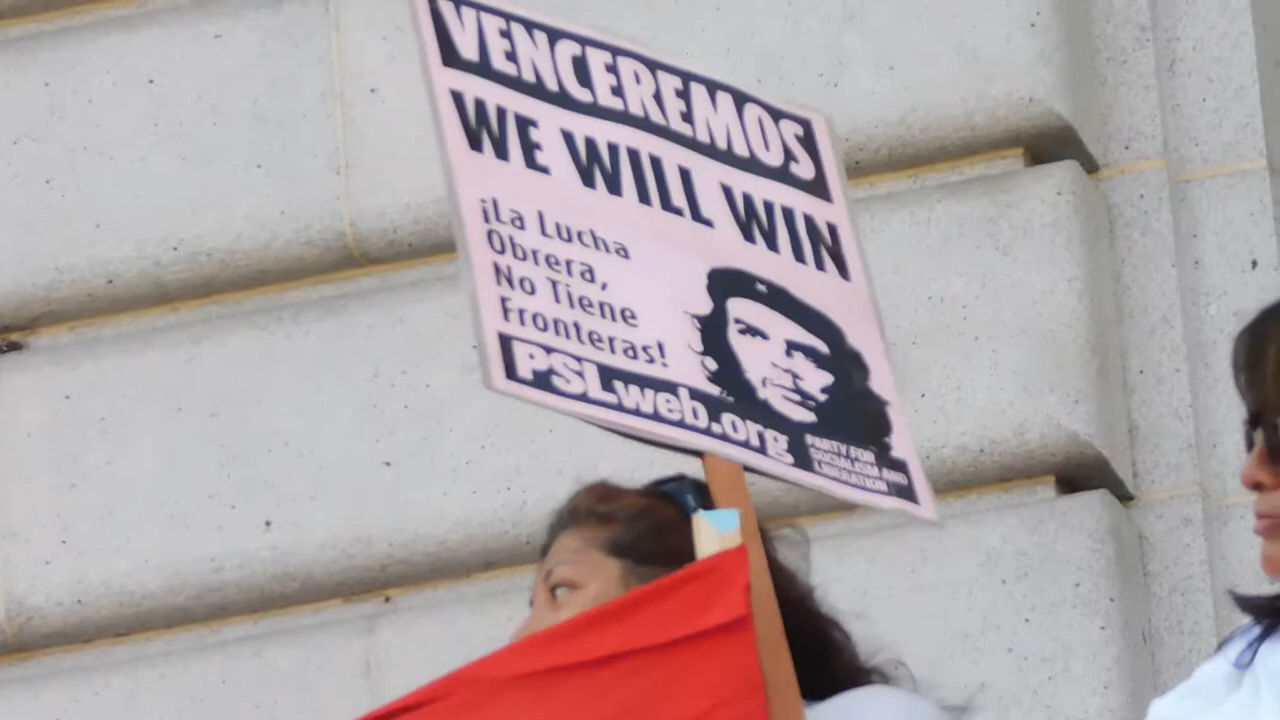 VENCEREMOS
WE WILL WIN
¡La Lucha
Obrera,
No Tiene
Fronteras!
PSLweb.org
PARTY FOR
SOCIALISM AND
LIBERATION